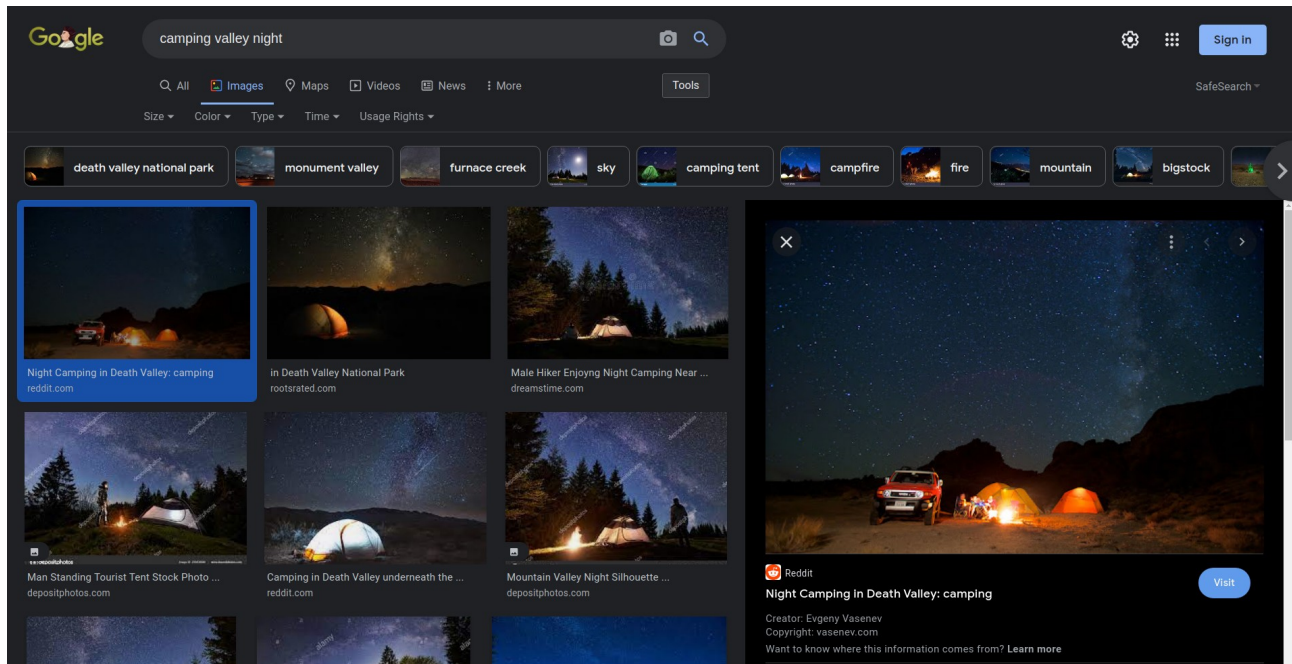 Google
camping valley night
Sign in
All Images Maps Videos News More
Tools
SafeSearch
Size Color Type Time Usage Rights
death valley national park monument valley furnace creek sky camping tent campfire fire mountain bigstock
Night Camping in Death Valley: camping
reddit.com
in Death Valley National Park
rootsrated.com
Male Hiker Enjoyng Night Camping Near ...
dreamstime.com
depositphotos
Man Standing Tourist Tent Stock Photo ...
depositphotos.com
Camping in Death Valley underneath the ...
reddit.com
Mountain Valley Night Silhouette ...
depositphotos.com
alamy
Reddit
Night Camping in Death Valley: camping
Visit
Creator: Evgeny Vasenev
Copyright: vasenev.com
Want to know where this information comes from? Learn more